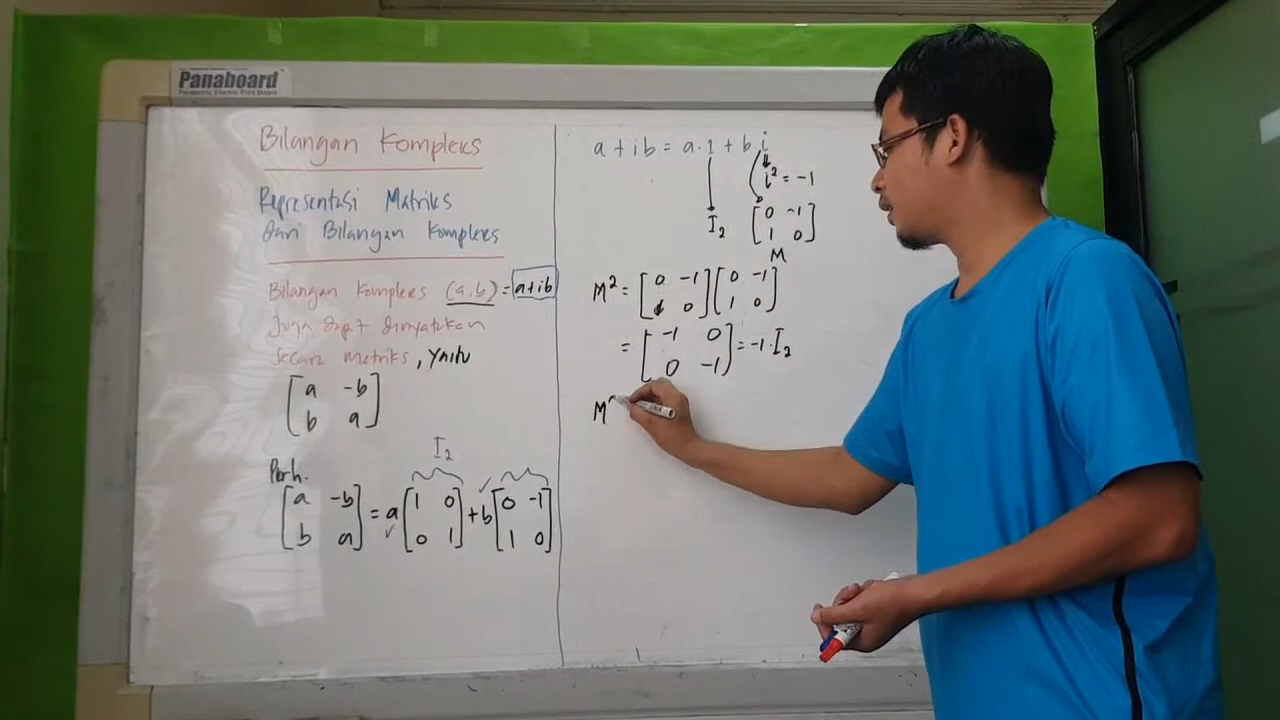 Panaboard
Bilangan Kompleks
Representasi Matriks
dari Bilangan Kompleks
Bilangan Kompleks (a,b) = a+ib
Juga dapat dinyatakan
Secara Matriks, yaitu
[a -b
b a]
Perh.
I₂
[a -b
b a] = a [1 0
0 1] + b [0 -1
1 0]
a + ib = a.1 + b.i
i² = -1
I₂ [0 -1
1 0]
M
M² = [0 -1
1 0] [0 -1
1 0]
= [-1 0
0 -1] = -1.I₂
M